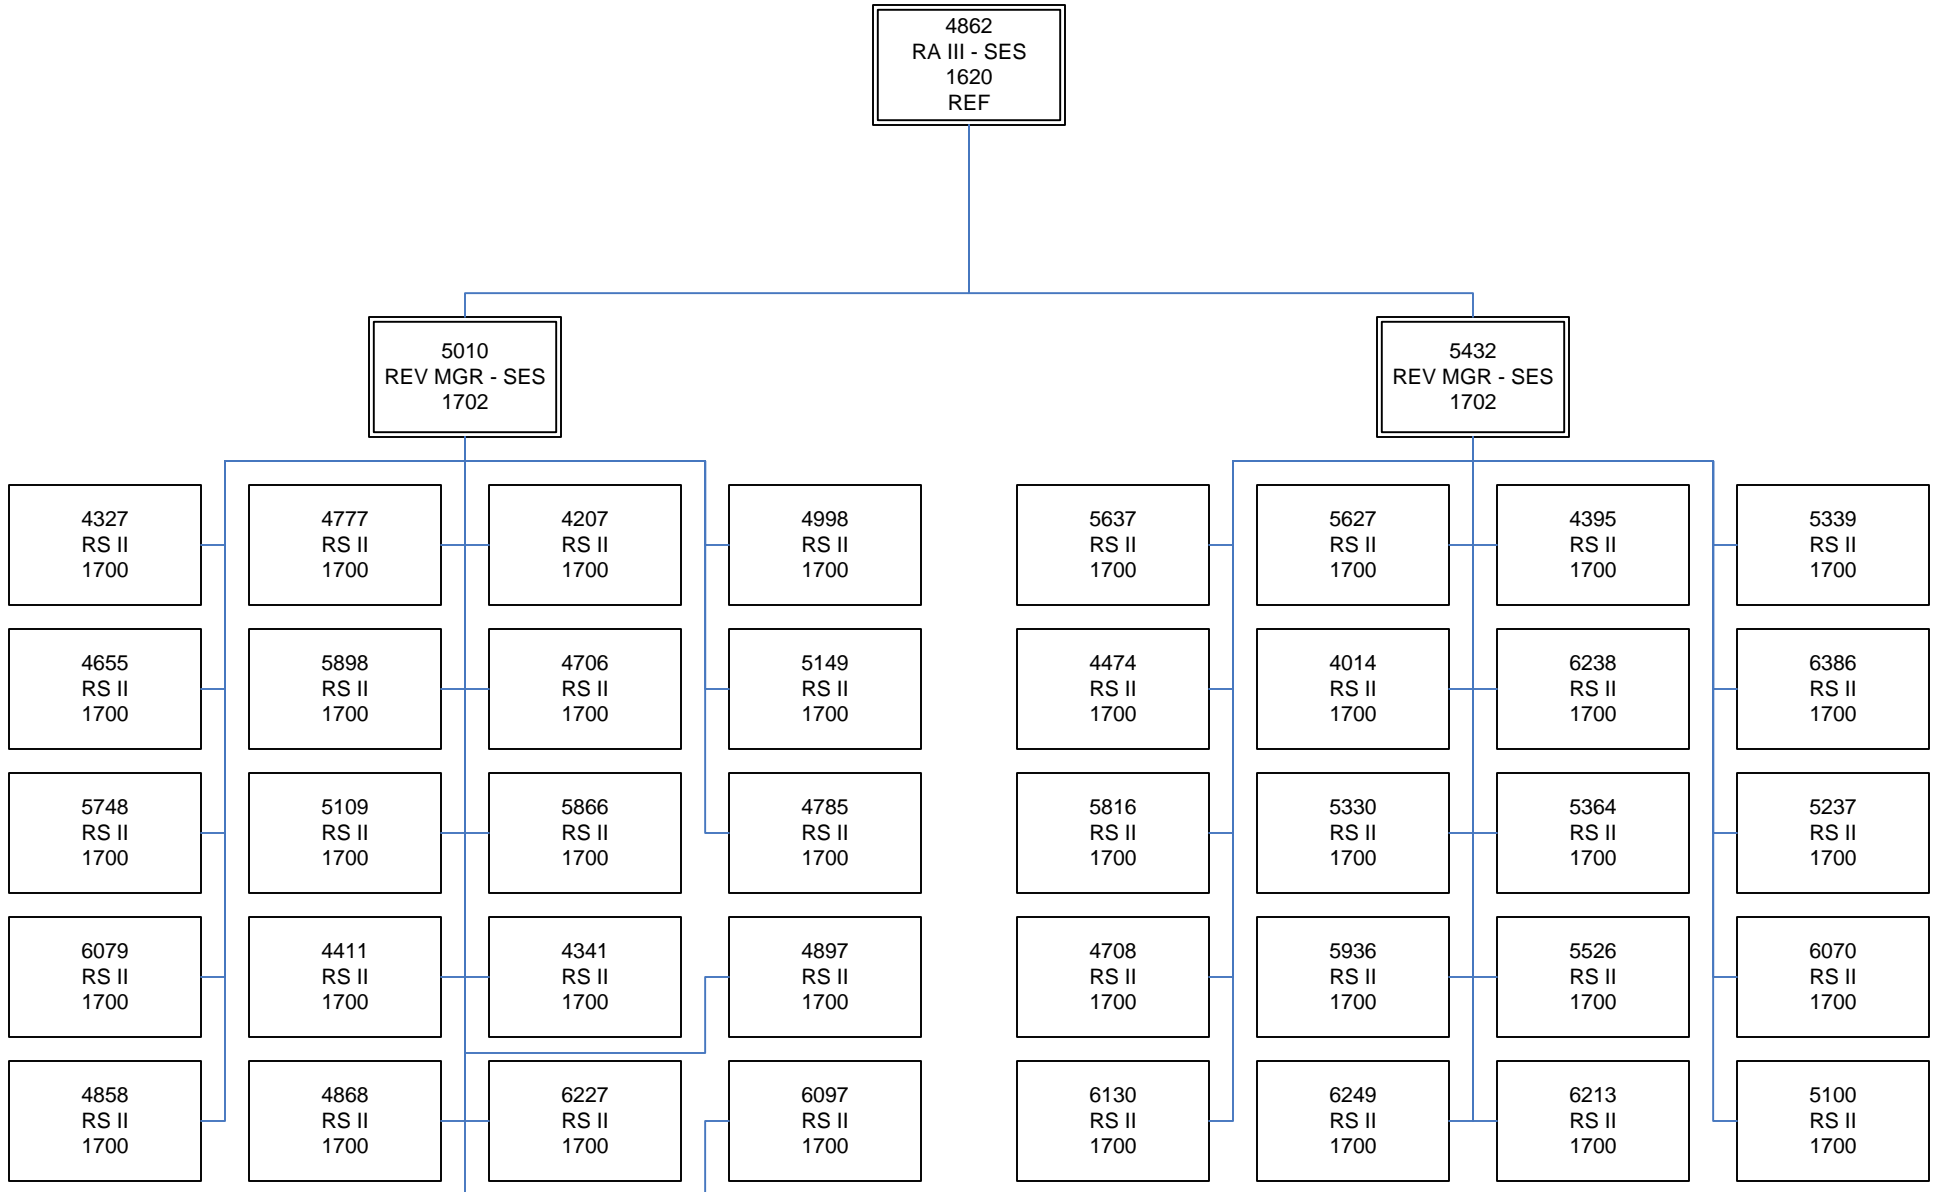 4862
RA III - SES
1620
REF
5010
REV MGR - SES
1702
5432
REV MGR - SES
1702
4327
RS II
1700
4777
RS II
1700
4207
RS II
1700
4998
RS II
1700
5637
RS II
1700
5627
RS II
1700
4395
RS II
1700
5339
RS II
1700
4655
RS II
1700
5898
RS II
1700
4706
RS II
1700
5149
RS II
1700
4474
RS II
1700
4014
RS II
1700
6238
RS II
1700
6386
RS II
1700
5748
RS II
1700
5109
RS II
1700
5866
RS II
1700
4785
RS II
1700
5816
RS II
1700
5330
RS II
1700
5364
RS II
1700
5237
RS II
1700
6079
RS II
1700
4411
RS II
1700
4341
RS II
1700
4897
RS II
1700
4708
RS II
1700
5936
RS II
1700
5526
RS II
1700
6070
RS II
1700
4858
RS II
1700
4868
RS II
1700
6227
RS II
1700
6097
RS II
1700
6130
RS II
1700
6249
RS II
1700
6213
RS II
1700
5100
RS II
1700